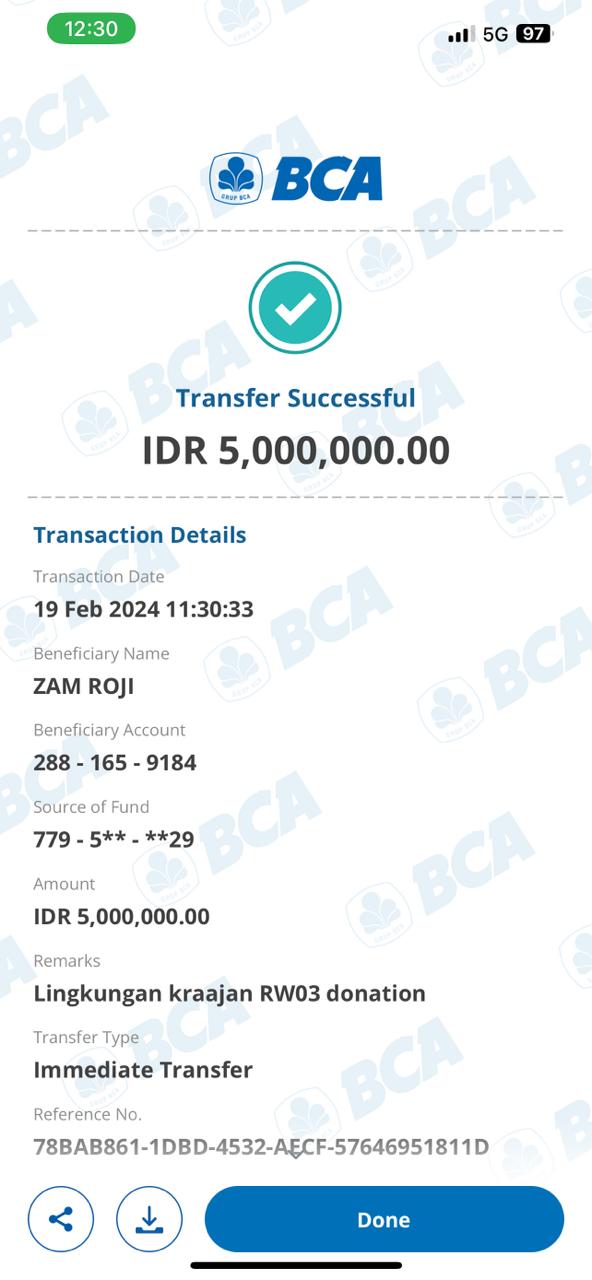 12:30
5G 97
GRUP BCA
BCA
Transfer Successful
IDR 5,000,000.00
Transaction Details
Transaction Date
19 Feb 2024 11:30:33
Beneficiary Name
ZAM ROJI
Beneficiary Account
288 - 165 - 9184
Source of Fund
779 - 5** - **29
Amount
IDR 5,000,000.00
Remarks
Lingkungan kraajan RW03 donation
Transfer Type
Immediate Transfer
Reference No.
78BAB861-1DBD-4532-AECF-57646951811D
Done